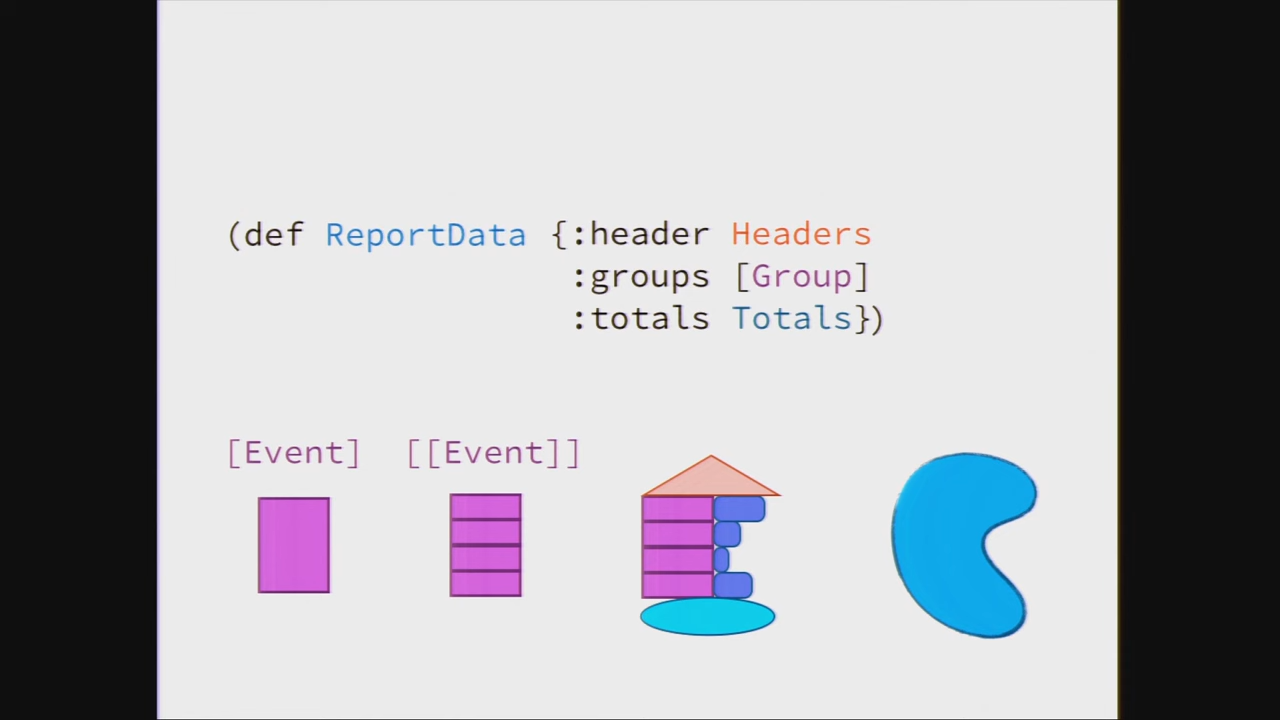 (def ReportData {:header Headers
:groups [Group]
:totals Totals})
[Event] [[Event]]